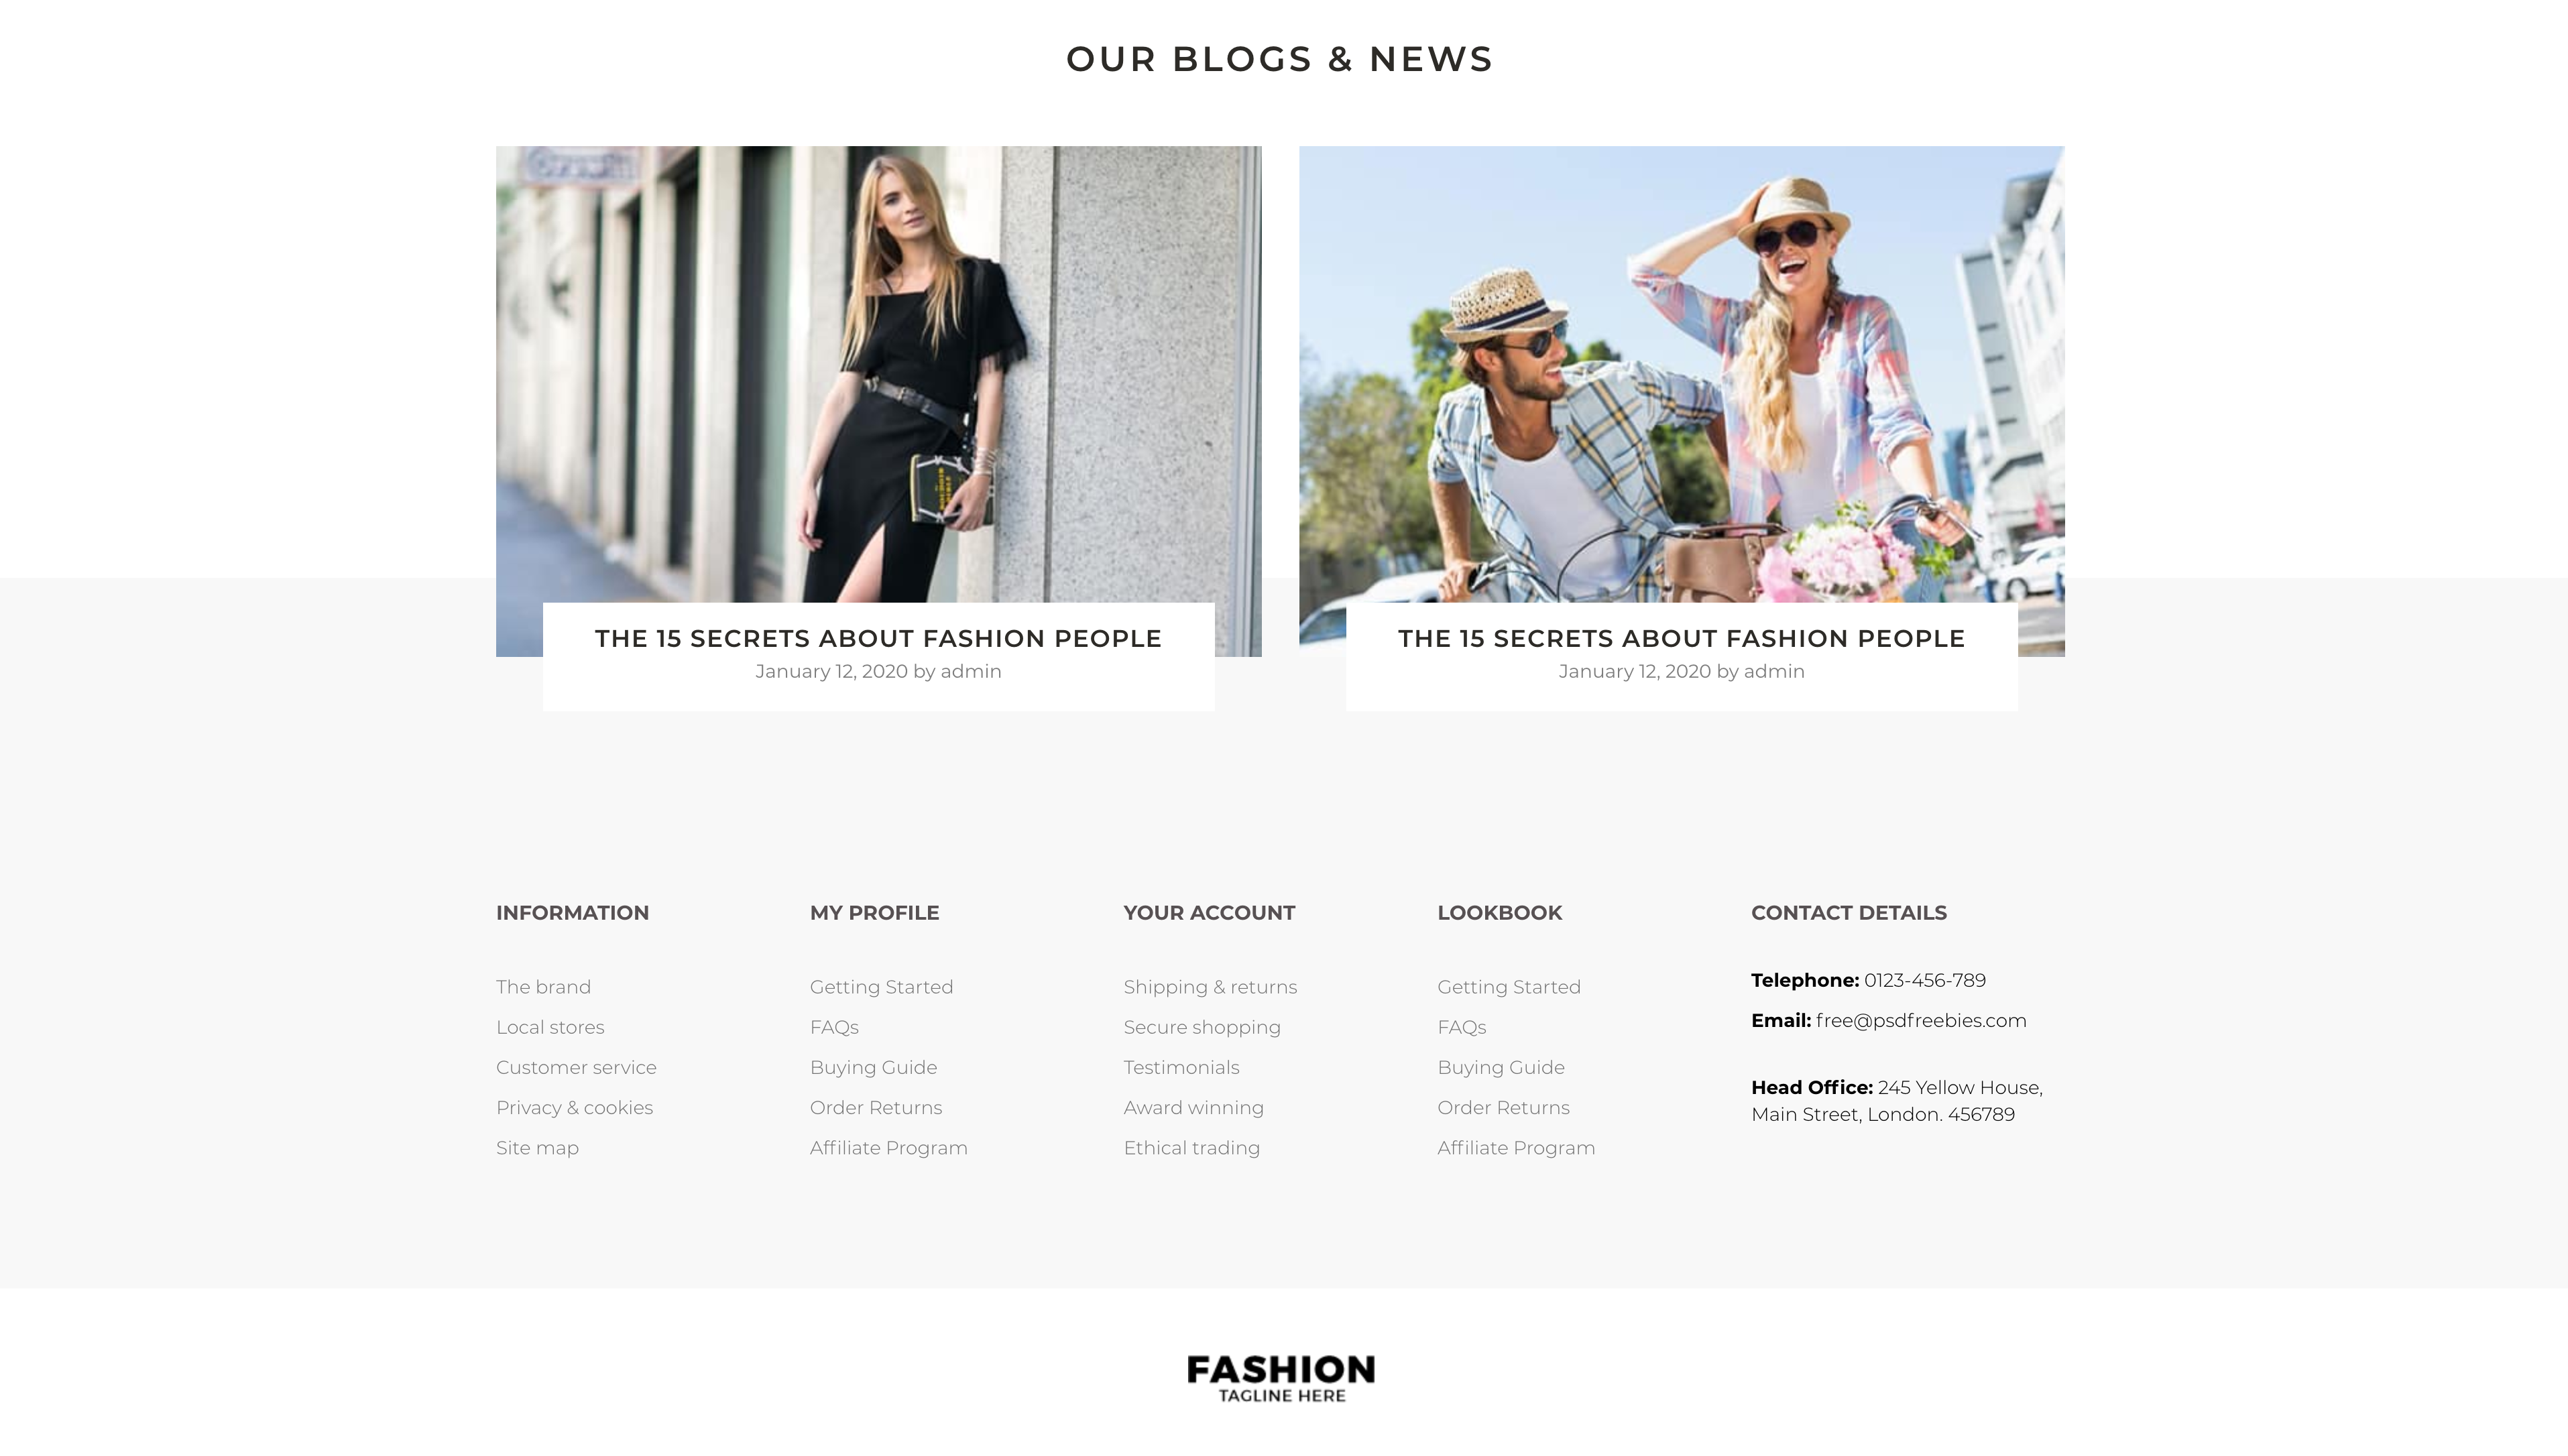 OUR BLOGS & NEWS
THE 15 SECRETS ABOUT FASHION PEOPLE
January 12, 2020 by admin
THE 15 SECRETS ABOUT FASHION PEOPLE
January 12, 2020 by admin
INFORMATION
The brand
Local stores
Customer service
Privacy & cookies
Site map
MY PROFILE
Getting Started
FAQs
Buying Guide
Order Returns
Affiliate Program
YOUR ACCOUNT
Shipping & returns
Secure shopping
Testimonials
Award winning
Ethical trading
LOOKBOOK
Getting Started
FAQs
Buying Guide
Order Returns
Affiliate Program
CONTACT DETAILS
Telephone: 0123-456-789
Email: free@psdfreebies.com
Head Office: 245 Yellow House,
Main Street, London. 456789
FASHION
TAGLINE HERE